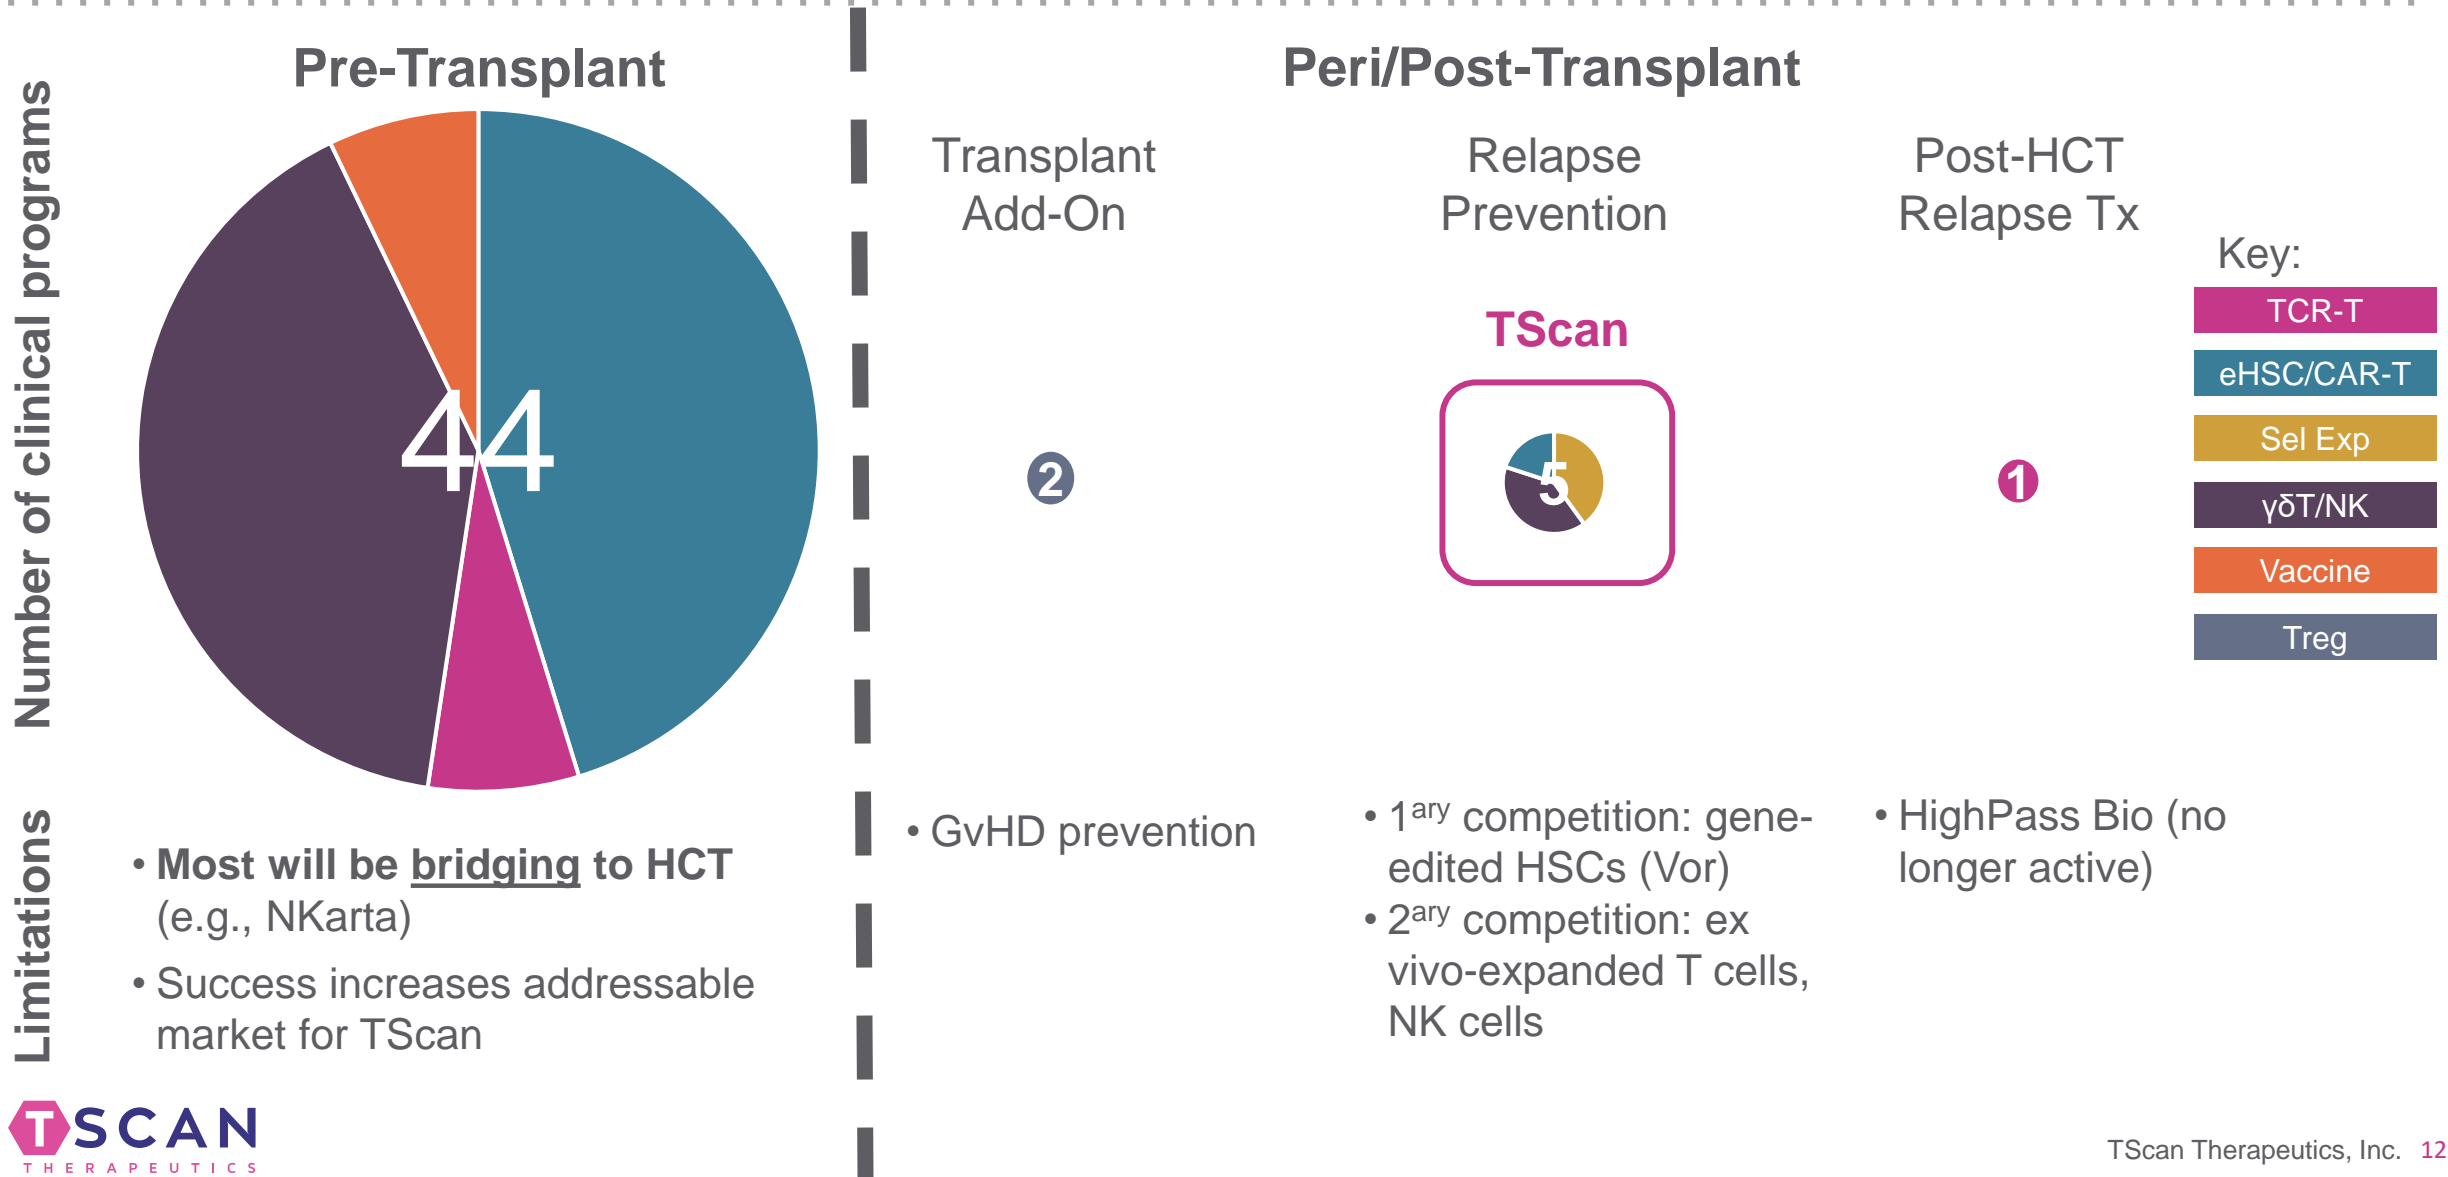 Pre-Transplant
Peri/Post-Transplant
Number of clinical programs
44
Transplant
Add-On
Relapse
Prevention
Post-HCT
Relapse Tx
TScan
2
5
1
Key:
TCR-T
eHSC/CAR-T
Sel Exp
γδT/NK
Vaccine
Treg
Limitations
• Most will be bridging to HCT
(e.g., NKarta)
• Success increases addressable
market for TScan
• GvHD prevention
• 1ary competition: gene-
edited HSCs (Vor)
• 2ary competition: ex
vivo-expanded T cells,
NK cells
• HighPass Bio (no
longer active)
TSCAN
THERAPEUTICS
TScan Therapeutics, Inc. 12